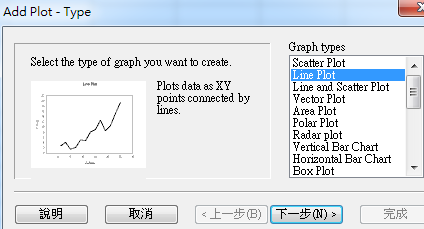 Add Plot - Type
Select the type of graph you want to create.
Line Plot
Plots data as XY
points connected by
lines.
Graph types
Scatter Plot
Line Plot
Line and Scatter Plot
Vector Plot
Area Plot
Polar Plot
Radar plot
Vertical Bar Chart
Horizontal Bar Chart
Box Plot
說明
取消
< 上一步(B)
下一步(N) >
完成